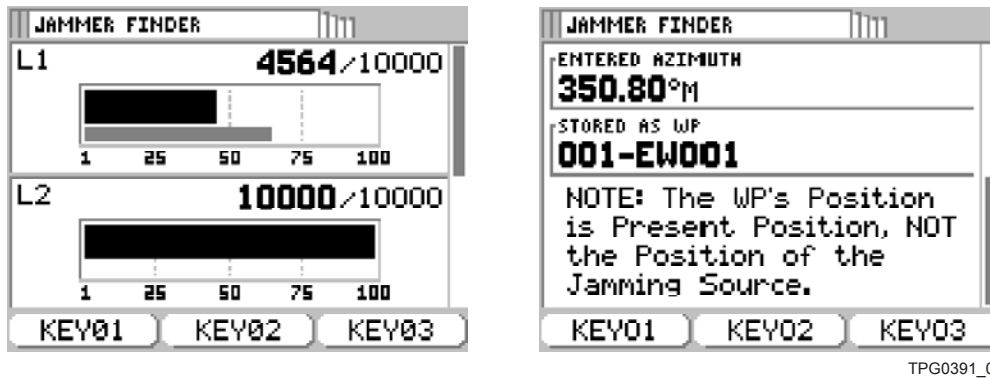 JAMMER FINDER
L1 4564/10000
1 25 50 75 100
L2 10000/10000
1 25 50 75 100
KEY01 KEY02 KEY03
JAMMER FINDER
ENTERED AZIMUTH
350.80°M
STORED AS WP
001-EW001
NOTE: The WP's Position
is Present Position, NOT
the Position of the
Jamming Source.
KEY01 KEY02 KEY03
TPG0391_0